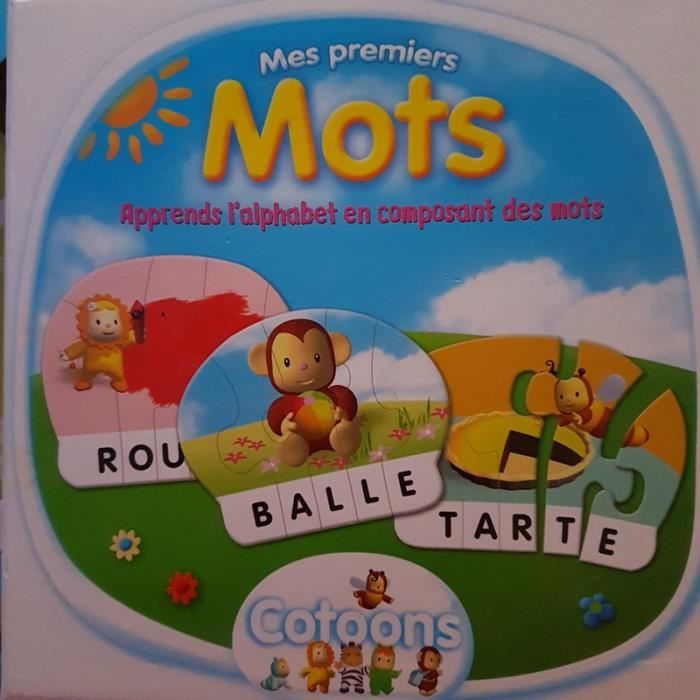 Mes premiers
Mots
Apprends l'alphabet en composant des mots
ROU
BALLE
TARTE
Cotoons